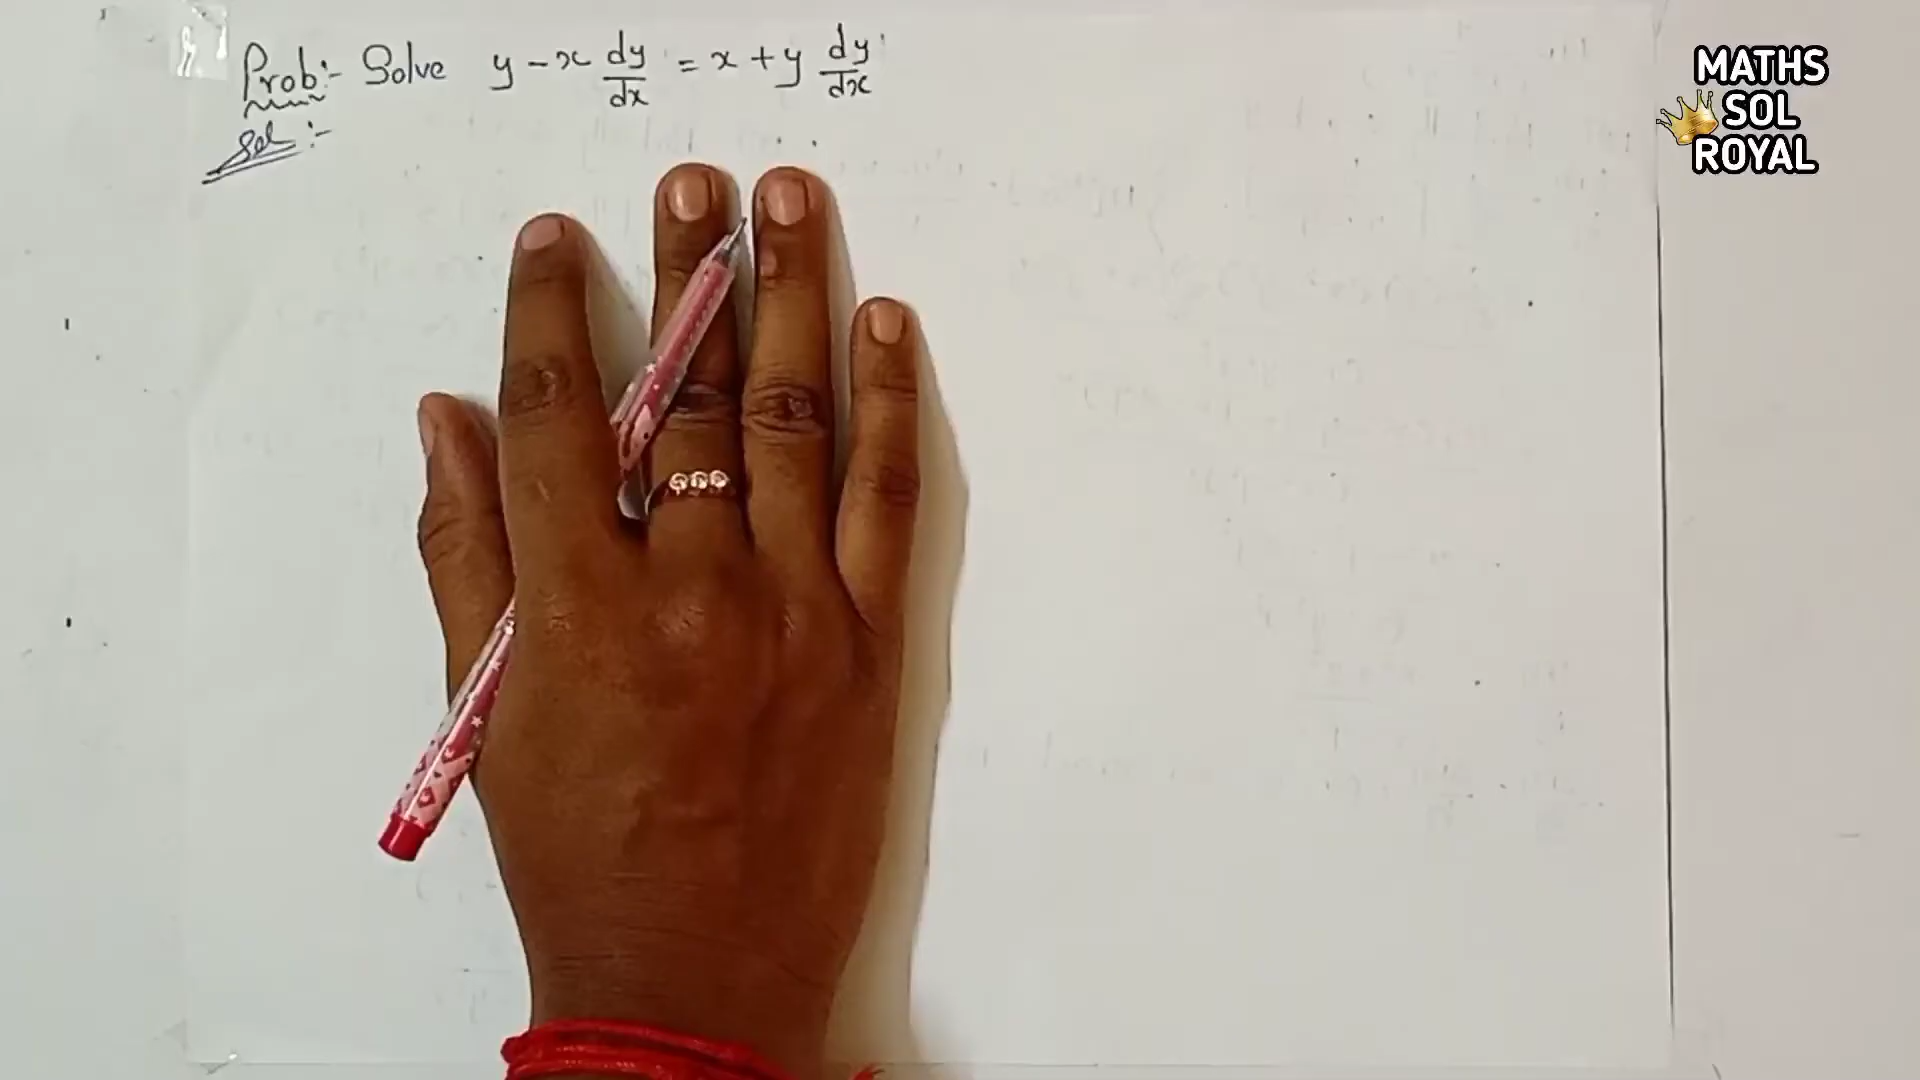 Prob:- Solve y - x dy/dx = x + y dy/dx
Sol:-
MATHS
SOL
ROYAL